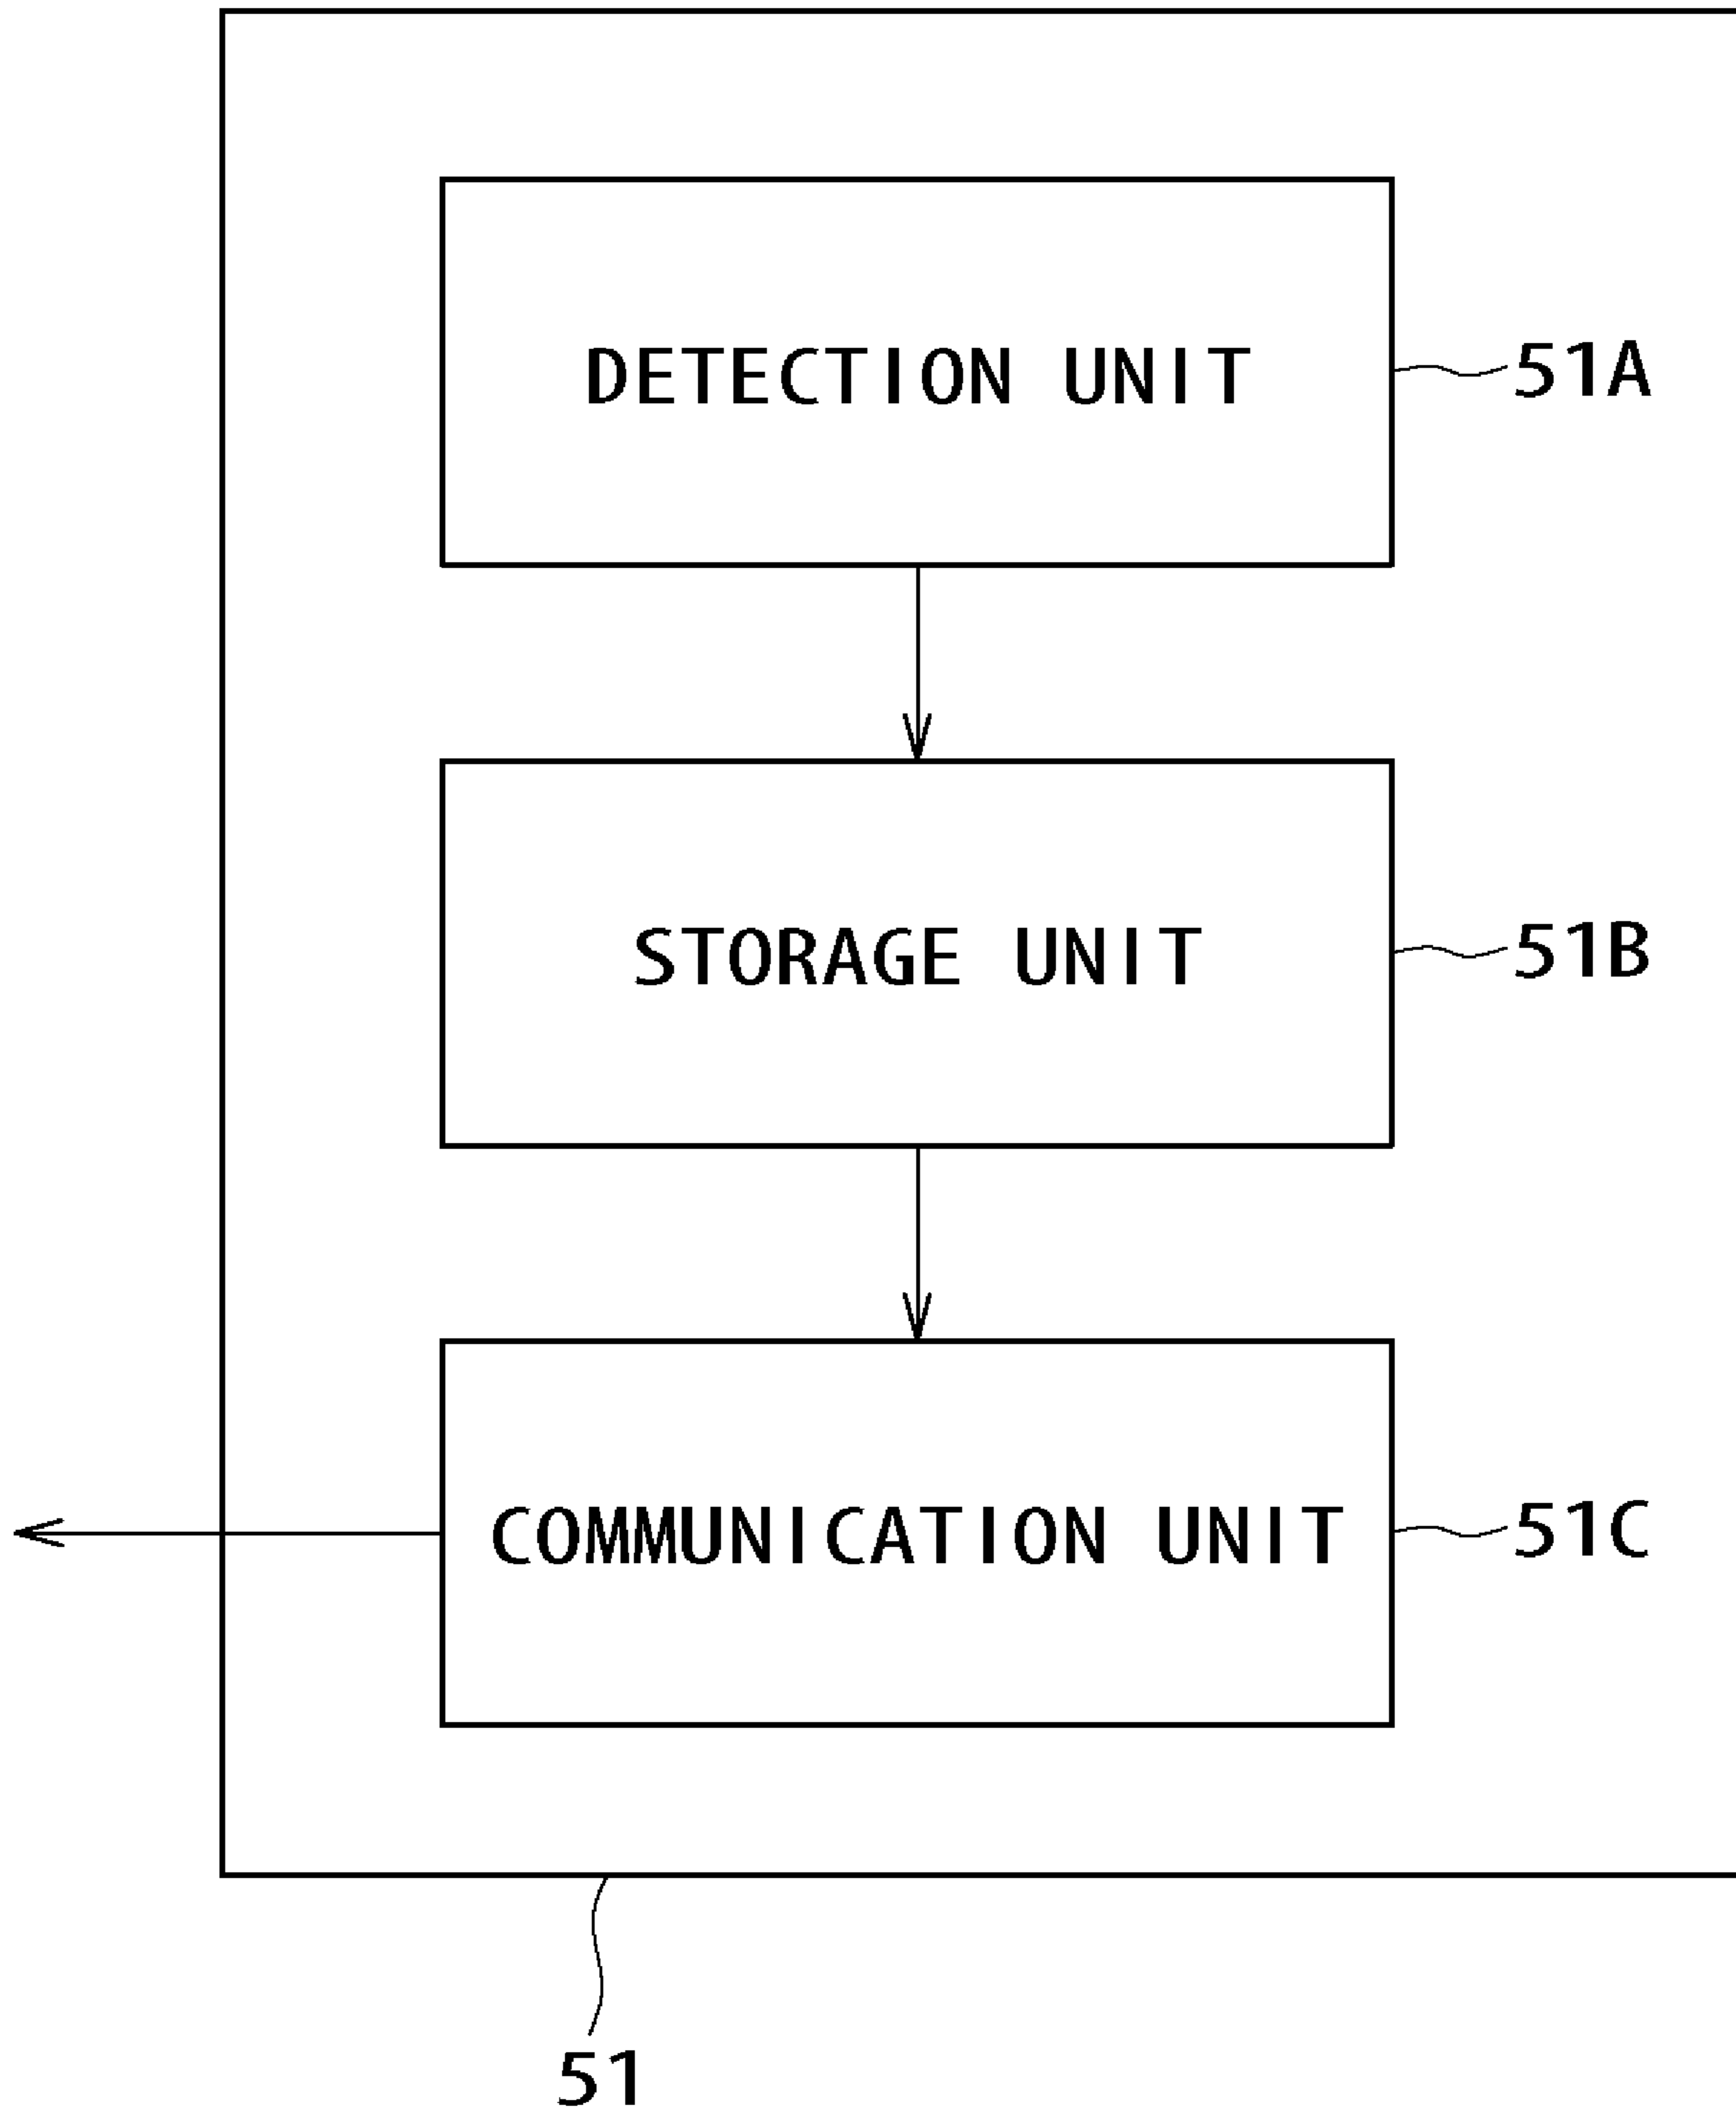 DETECTION UNIT
51A
STORAGE UNIT
51B
COMMUNICATION UNIT
51C
51